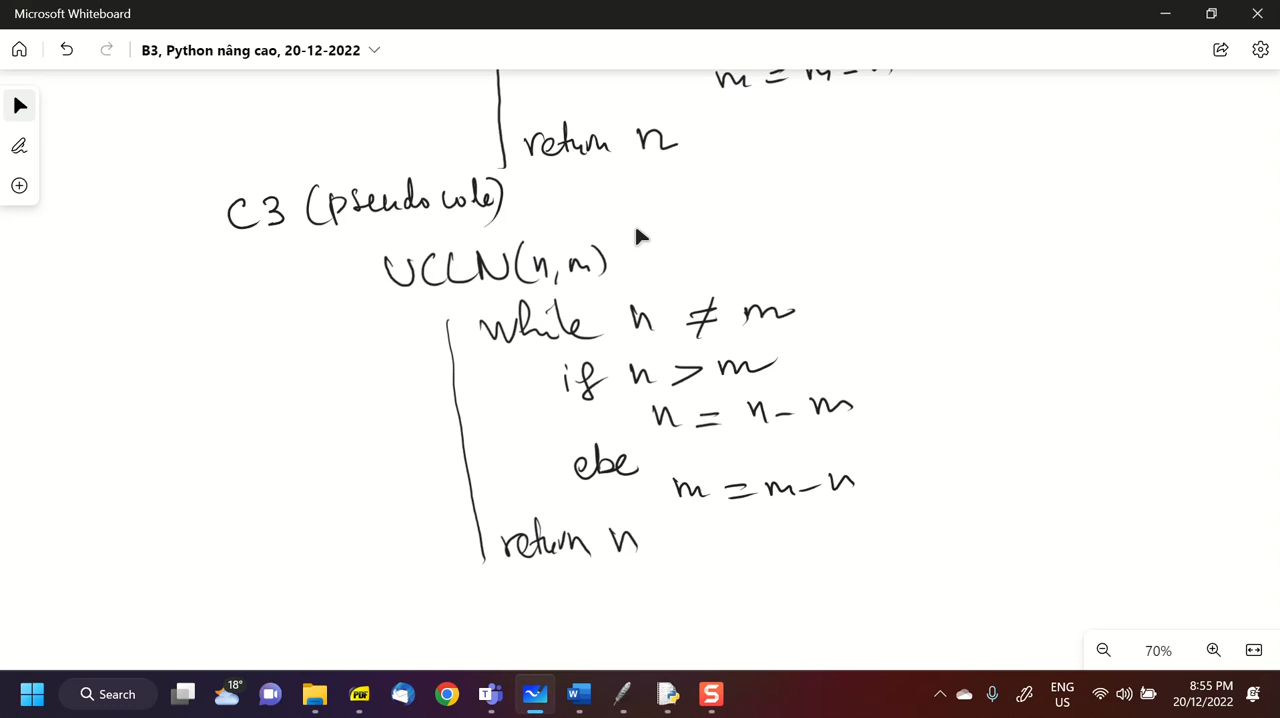 Microsoft Whiteboard
B3, Python nâng cao, 20-12-2022
return n
C3 (pseudo code)
UCLN(n, m)
while n ≠ m
if n > m
n = n - m
else
m = m - n
return n
70%
Search
18°
PDF
W
S
ENG
US
8:55 PM
20/12/2022